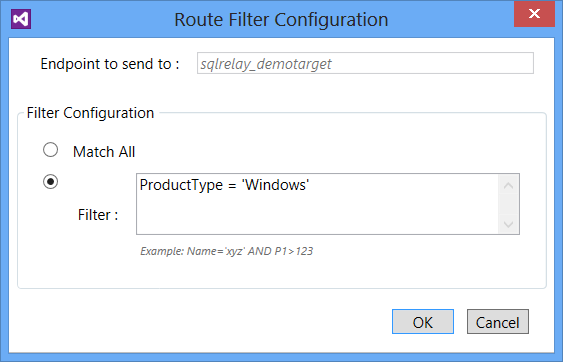 Route Filter Configuration
Endpoint to send to :
sqlrelay_demotarget
Filter Configuration
Match All
Filter :
ProductType = 'Windows'
Example: Name='xyz' AND P1>123
OK
Cancel